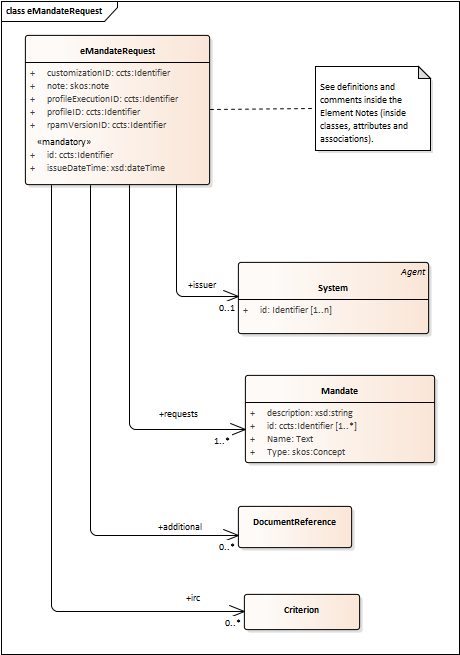 class eMandateRequest
eMandateRequest
+ customizationID: ccts:Identifier
+ note: skos:note
+ profileExecutionID: ccts:Identifier
+ profileID: ccts:Identifier
+ rpamVersionID: ccts:Identifier
«mandatory»
+ id: ccts:Identifier
+ issueDateTime: xsd:dateTime
See definitions and
comments inside the
Element Notes (inside
classes, attributes and
associations).
Agent
System
+ id: Identifier [1..n]
+issuer
0..1
Mandate
+ description: xsd:string
+ id: ccts:Identifier [1..*]
+ Name: Text
+ Type: skos:Concept
+requests
1..*
DocumentReference
+additional
0..*
Criterion
+irc
0..*